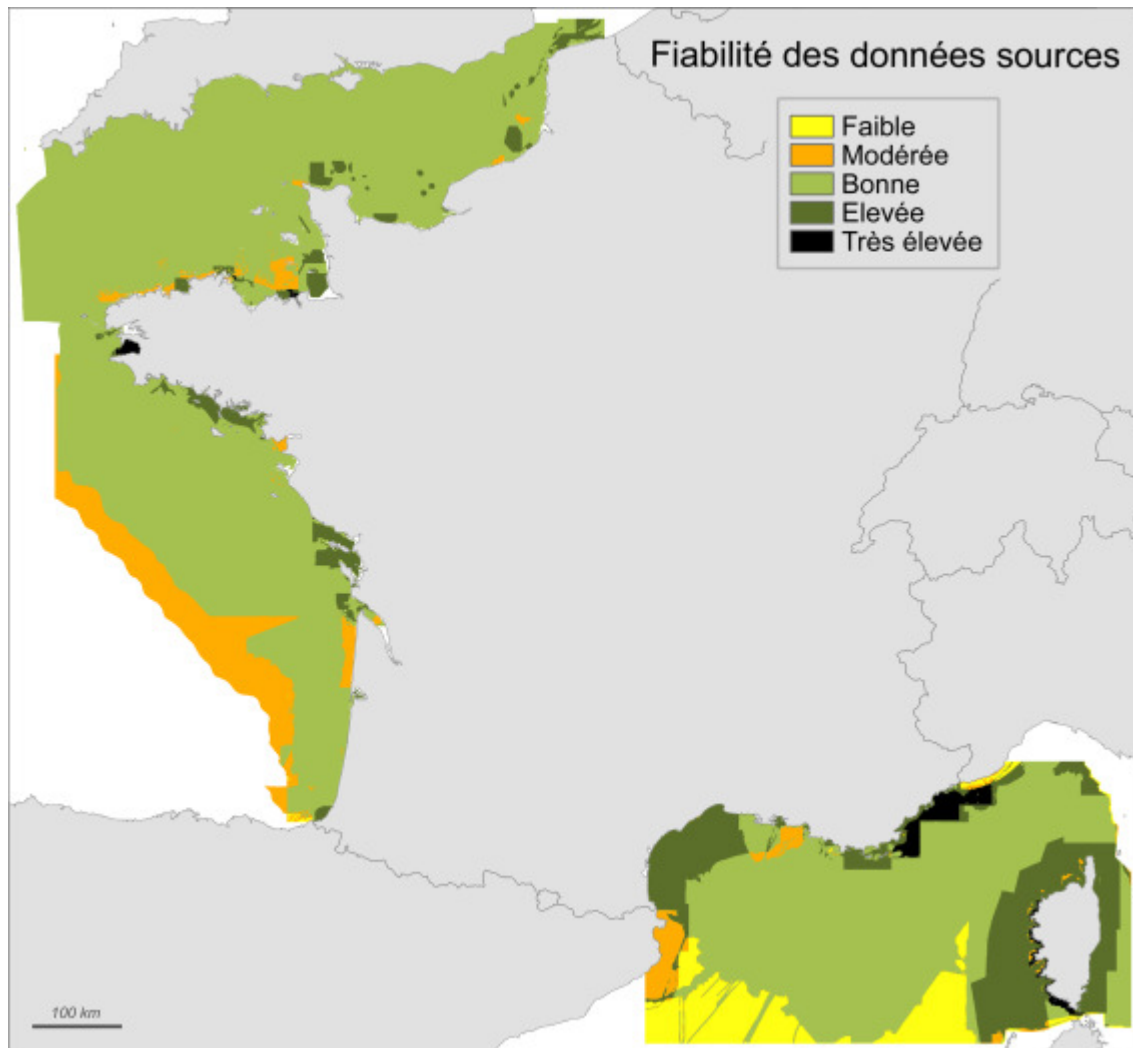 Fiabilité des données sources
Faible
Modérée
Bonne
Elevée
Très élevée
100 km